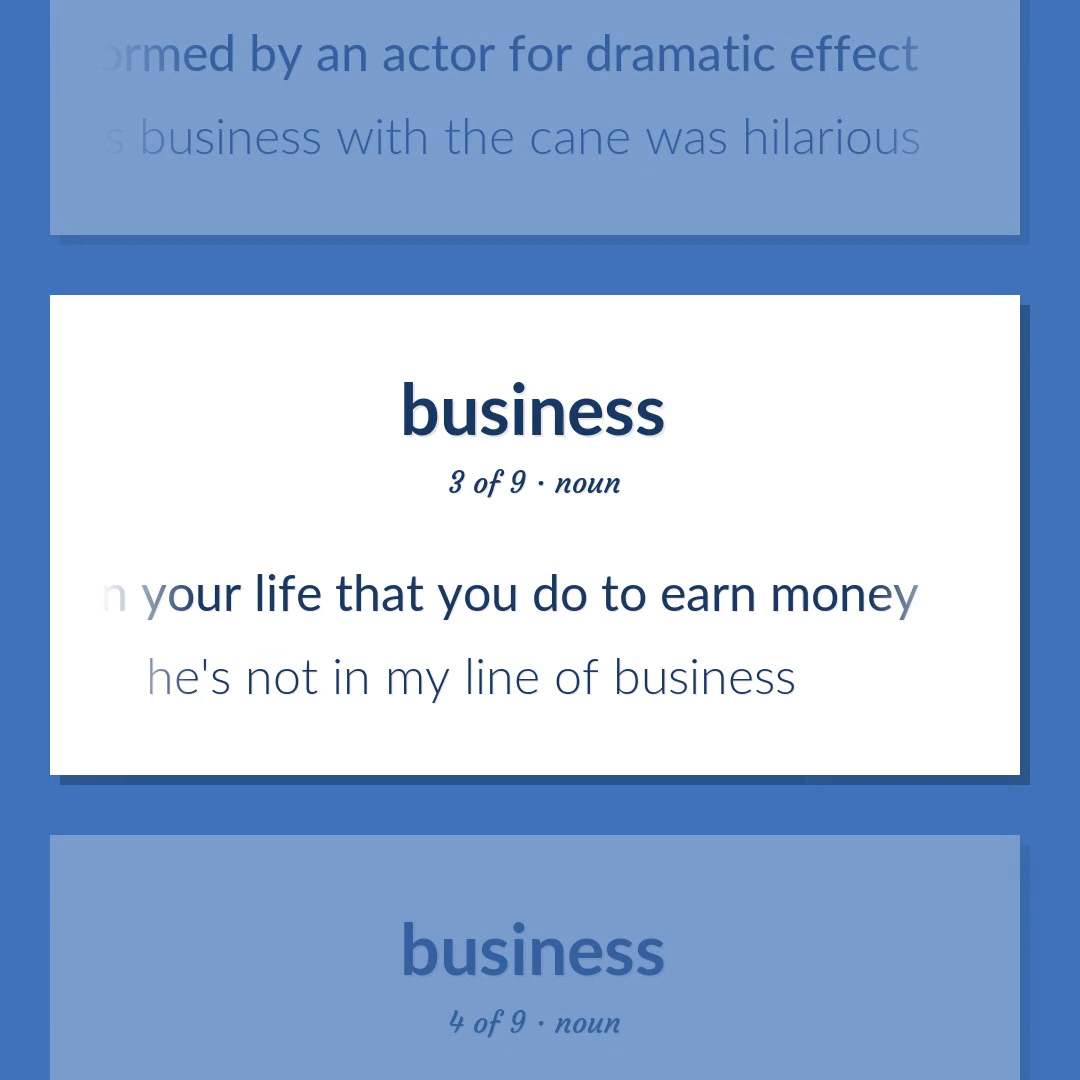 ormed by an actor for dramatic effect
s business with the cane was hilarious
business
3 of 9 · noun
n your life that you do to earn money
he's not in my line of business
business
4 of 9 · noun